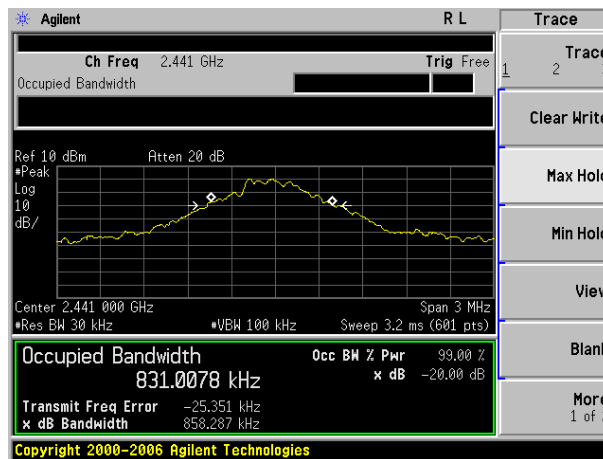 Agilent R L Trace
Ch Freq 2.441 GHz Trig Free
Occupied Bandwidth
Trace
1 2
Clear Write
Max Hold
Min Hold
View
Blank
More
1 of
Ref 10 dBm Atten 20 dB
#Peak
Log
10
dB/
Center 2.441 000 GHz Span 3 MHz
#Res BW 30 kHz #VBW 100 kHz Sweep 3.2 ms (601 pts)
Occupied Bandwidth Occ BW % Pwr 99.00 %
831.0078 kHz x dB -20.00 dB
Transmit Freq Error -25.351 kHz
x dB Bandwidth 858.287 kHz
Copyright 2000-2006 Agilent Technologies